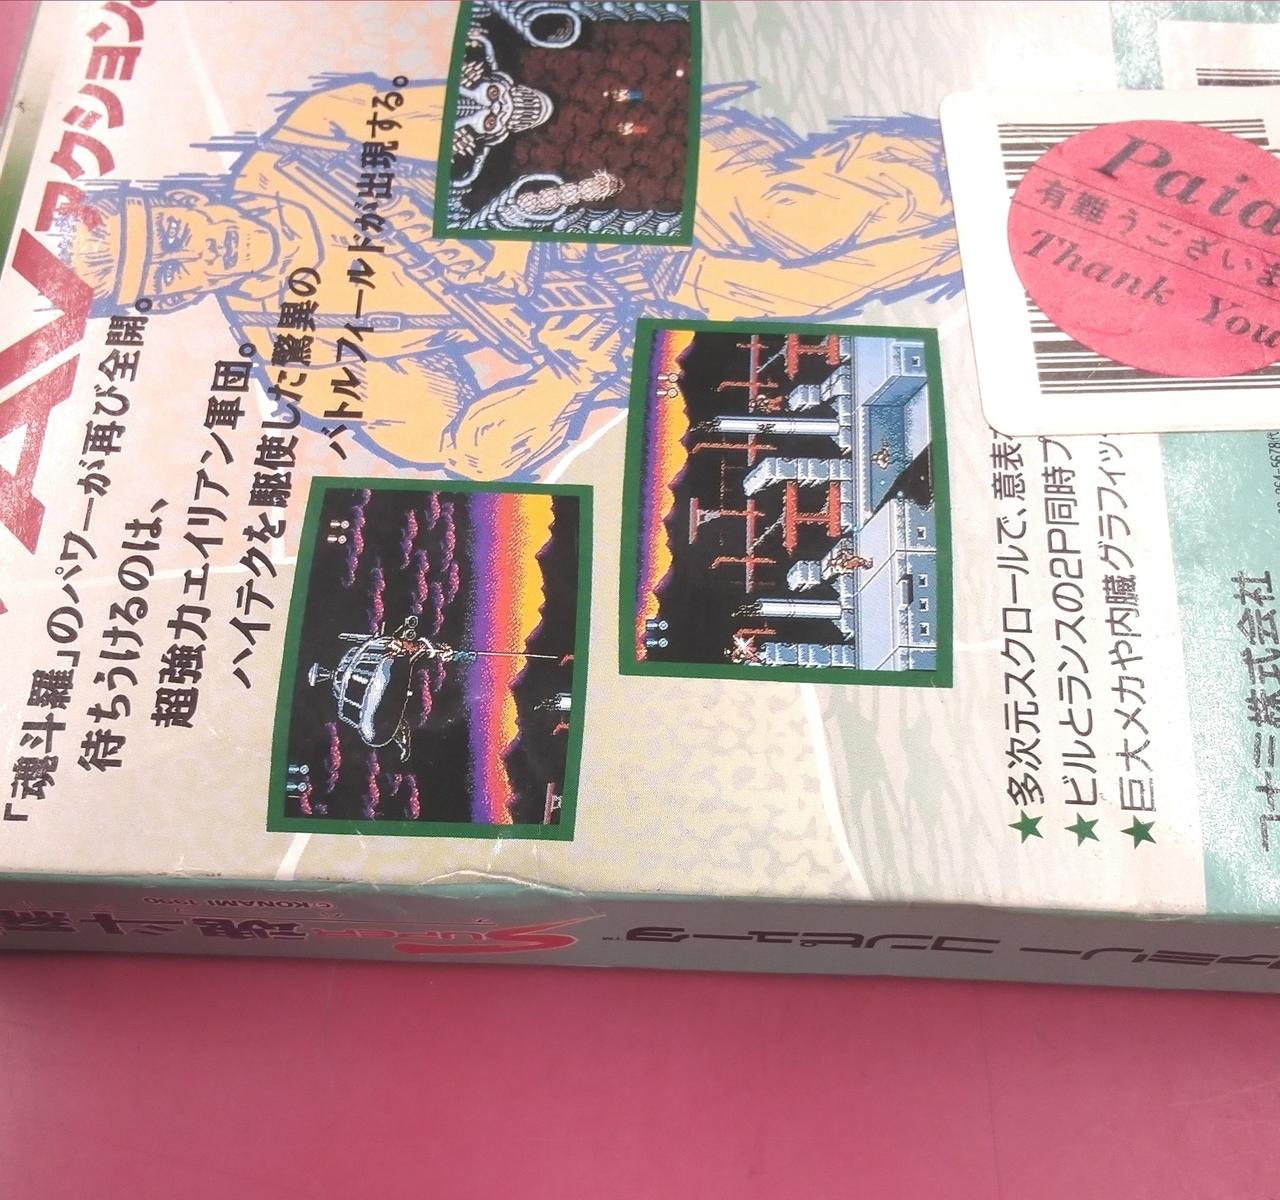 AVアクション。
「魂斗羅」のパワーが再び全開。
待ちうけるのは、
超強力エイリアン軍団。
ハイテクを駆使した驚異の
バトルフィールドが出現する。
Paid
有難うございま
Thank You
★多次元スクロールで、意表
★ビルとランスの2P同時プ
★巨大メカや内臓グラフィッ
コナミ株式会社
ファミリー コンピュータ™
SUPER 魂斗羅
©KONAMI 1990